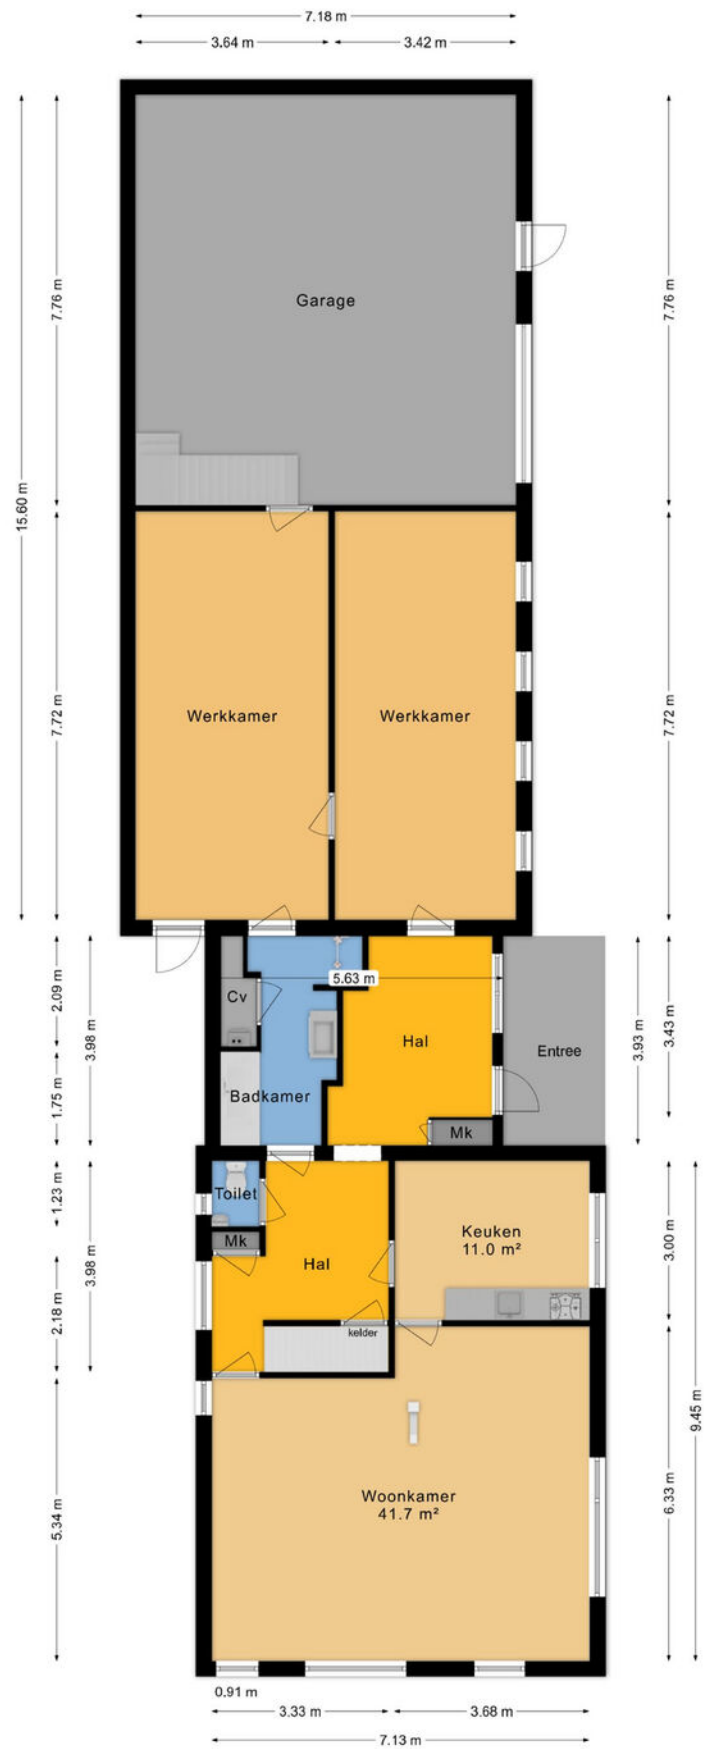 7.18 m
3.64 m
3.42 m
Garage
7.76 m
7.76 m
15.60 m
Werkkamer
Werkkamer
7.72 m
7.72 m
5.63 m
Cv
Hal
Entree
2.09 m
3.98 m
3.93 m
3.43 m
Badkamer
1.75 m
Mk
Toilet
1.23 m
Mk
Keuken
11.0 m²
Hal
3.98 m
3.00 m
2.18 m
kelder
9.45 m
Woonkamer
41.7 m²
5.34 m
6.33 m
0.91 m
3.33 m
3.68 m
7.13 m